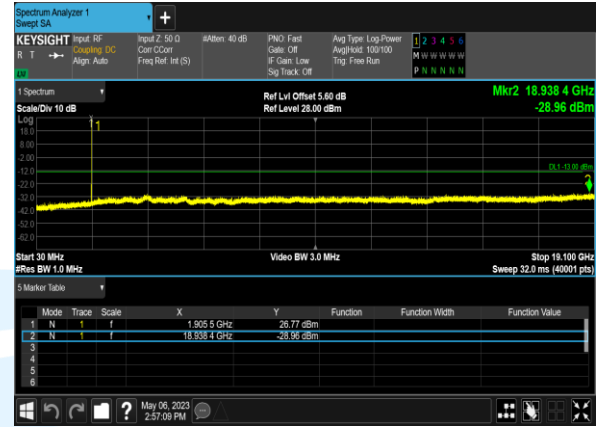 Spectrum Analyzer 1
Swept SA
+
KEYSIGHT Input: RF Input Z: 50 Ω #Atten: 40 dB PNO: Fast Avg Type: Log-Power 1 2 3 4 5 6
R T Coupling: DC Corr CCorr Gate: Off Avg|Hold: 100/100 M W W W W W
Align: Auto Freq Ref: Int (S) IF Gain: Low Trig: Free Run
LV Sig Track: Off P N N N N N
1 Spectrum Ref Lvl Offset 5.60 dB Mkr2 18.938 4 GHz
Scale/Div 10 dB Ref Level 28.00 dBm -28.96 dBm
Log
1
18.0
8.00
-2.00
-12.0 DL1 -13.00 dBm
-22.0 2
-32.0
-42.0
-52.0
-62.0
Start 30 MHz Video BW 3.0 MHz Stop 19.100 GHz
#Res BW 1.0 MHz Sweep 32.0 ms (40001 pts)
5 Marker Table
Mode Trace Scale X Y Function Function Width Function Value
1 N 1 f 1.905 5 GHz 26.77 dBm
2 N 1 f 18.938 4 GHz -28.96 dBm
3
4
5
6
? May 06, 2023
2:57:09 PM